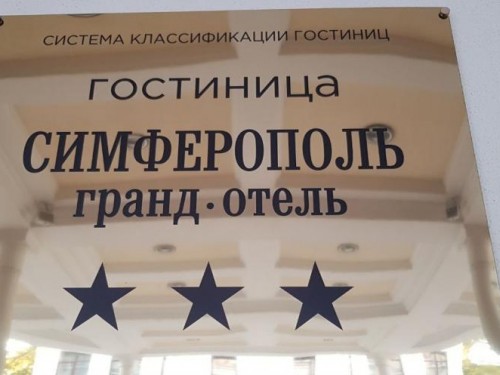 СИСТЕМА КЛАССИФИКАЦИИ ГОСТИНИЦ
ГОСТИНИЦА
СИМФЕРОПОЛЬ
гранд · отель